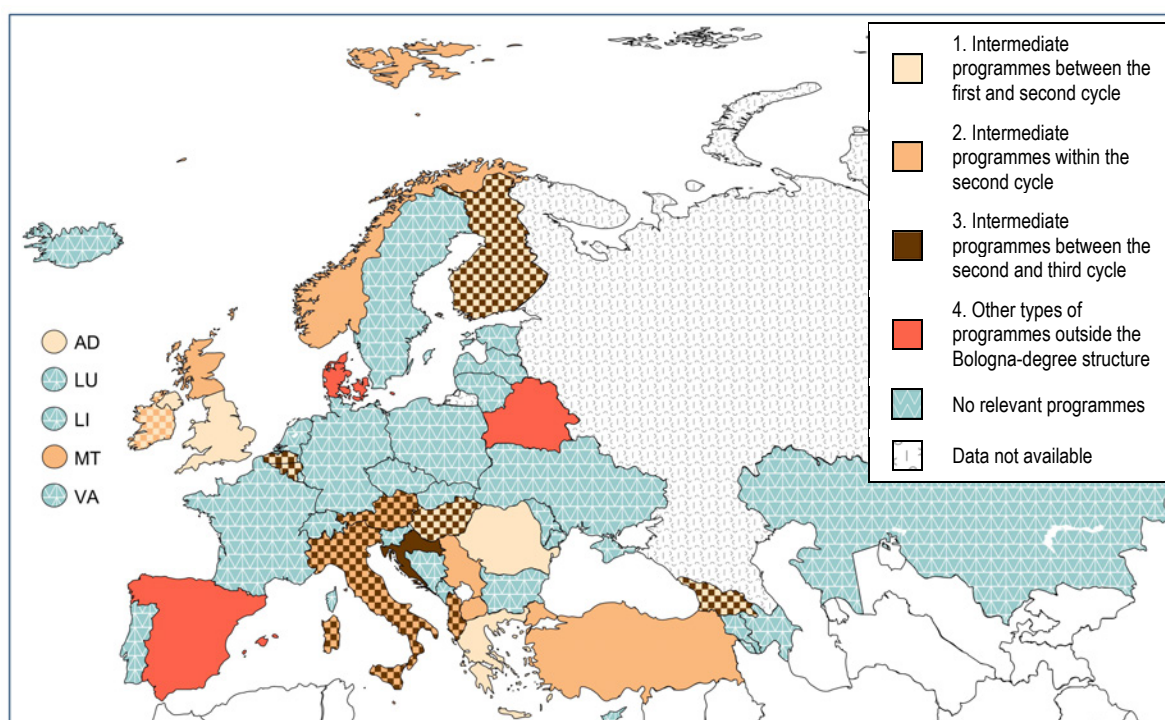 1. Intermediate
programmes between the
first and second cycle
2. Intermediate
programmes within the
second cycle
3. Intermediate
programmes between the
second and third cycle
4. Other types of
programmes outside the
Bologna-degree structure
No relevant programmes
Data not available
AD
LU
LI
MT
VA